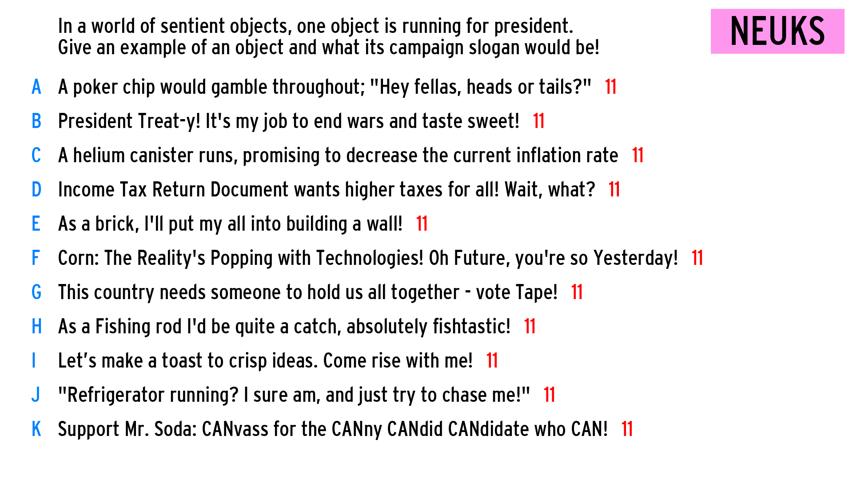 In a world of sentient objects, one object is running for president.
Give an example of an object and what its campaign slogan would be!
NEUKS
A A poker chip would gamble throughout; "Hey fellas, heads or tails?" 11
B President Treat-y! It's my job to end wars and taste sweet! 11
C A helium canister runs, promising to decrease the current inflation rate 11
D Income Tax Return Document wants higher taxes for all! Wait, what? 11
E As a brick, I'll put my all into building a wall! 11
F Corn: The Reality's Popping with Technologies! Oh Future, you're so Yesterday! 11
G This country needs someone to hold us all together - vote Tape! 11
H As a Fishing rod I'd be quite a catch, absolutely fishtastic! 11
I Let’s make a toast to crisp ideas. Come rise with me! 11
J "Refrigerator running? I sure am, and just try to chase me!" 11
K Support Mr. Soda: CANvass for the CANny CANdid CANdidate who CAN! 11